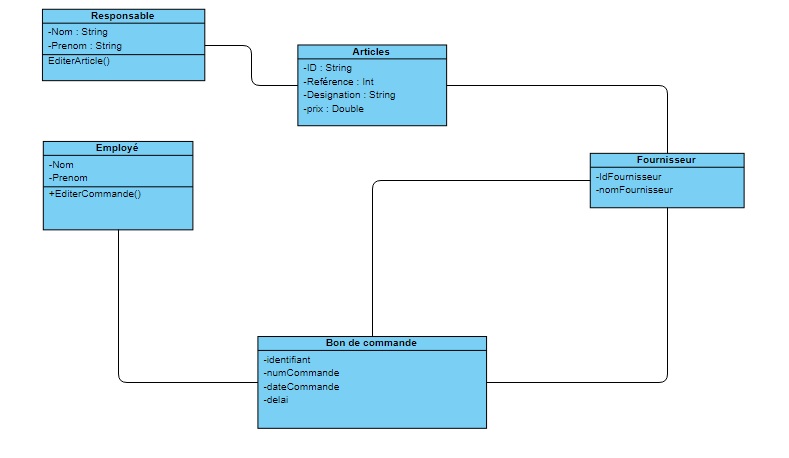 Responsable
-Nom : String
-Prenom : String
EditerArticle()
Articles
-ID : String
-Reférence : Int
-Designation : String
-prix : Double
Employé
-Nom
-Prenom
+EditerCommande()
Fournisseur
-IdFournisseur
-nomFournisseur
Bon de commande
-identifiant
-numCommande
-dateCommande
-delai